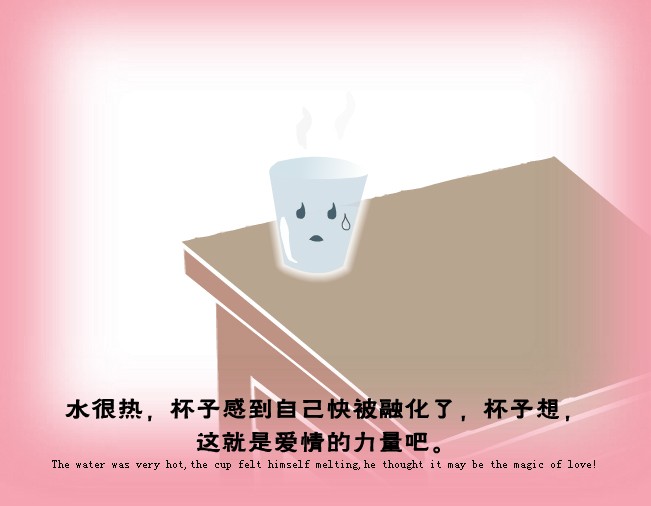 水很热，杯子感到自己快被融化了，杯子想，
这就是爱情的力量吧。
The water was very hot,the cup felt himself melting,he thought it may be the magic of love!